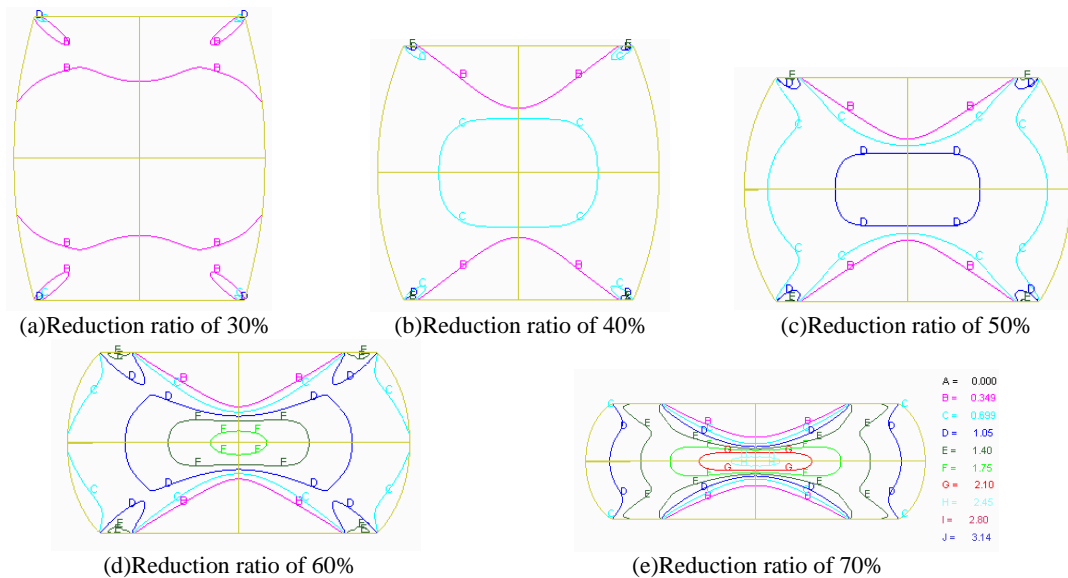 D C D
B B
B B
B B
B B
D C D C
(a)Reduction ratio of 30%
E D C E D C
B B
C C
C C
B B
C D E C D E
(b)Reduction ratio of 40%
E D E D
B B
C C C C
D D
D D
C B B C
D E D E
(c)Reduction ratio of 50%
E E E E
D B B D
C C C C
D D
E F F E
E F F E
D D
C C
D B B D
E E E E
(d)Reduction ratio of 60%
C C
D E B B E D
F D D F
F G G F
E G G E
F D D F
D E B B E D
C C
(e)Reduction ratio of 70%
A = 0.000
B = 0.349
C = 0.699
D = 1.05
E = 1.40
F = 1.75
G = 2.10
H = 2.45
I = 2.80
J = 3.14